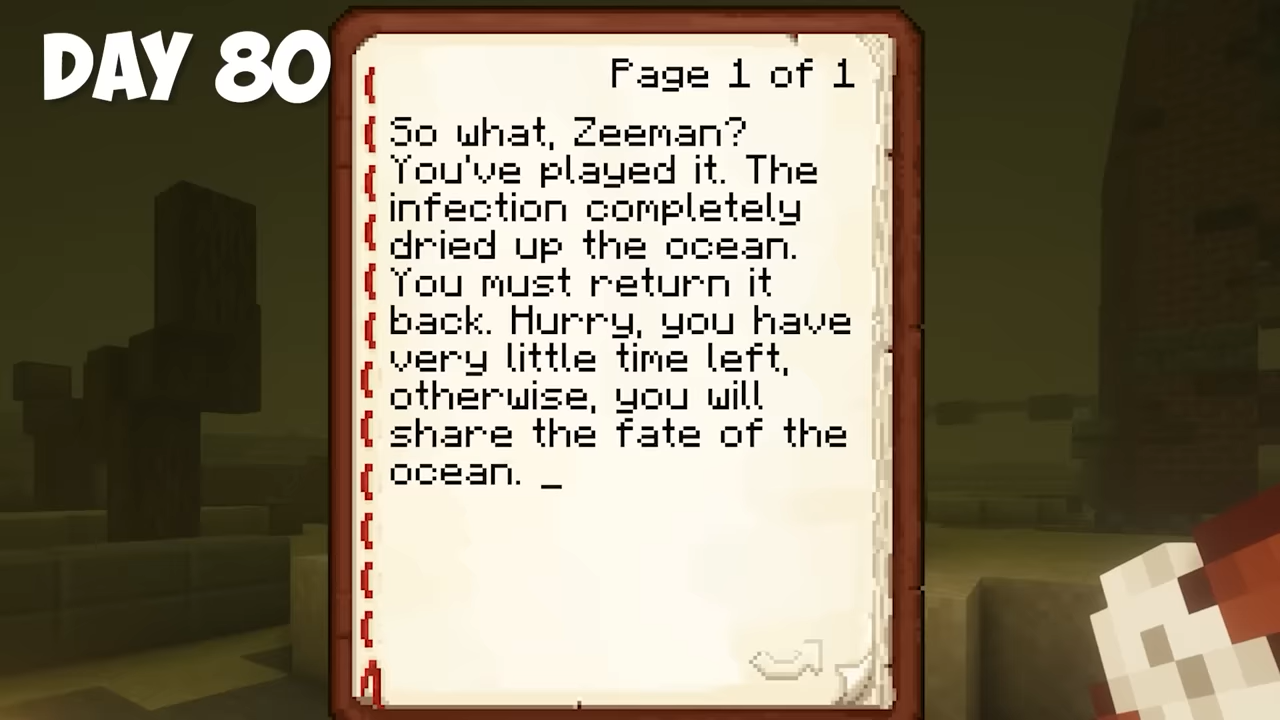 DAY 80
Page 1 of 1
So what, Zeeman?
You've played it. The
infection completely
dried up the ocean.
You must return it
back. Hurry, you have
very little time left,
otherwise, you will
share the fate of the
ocean. _